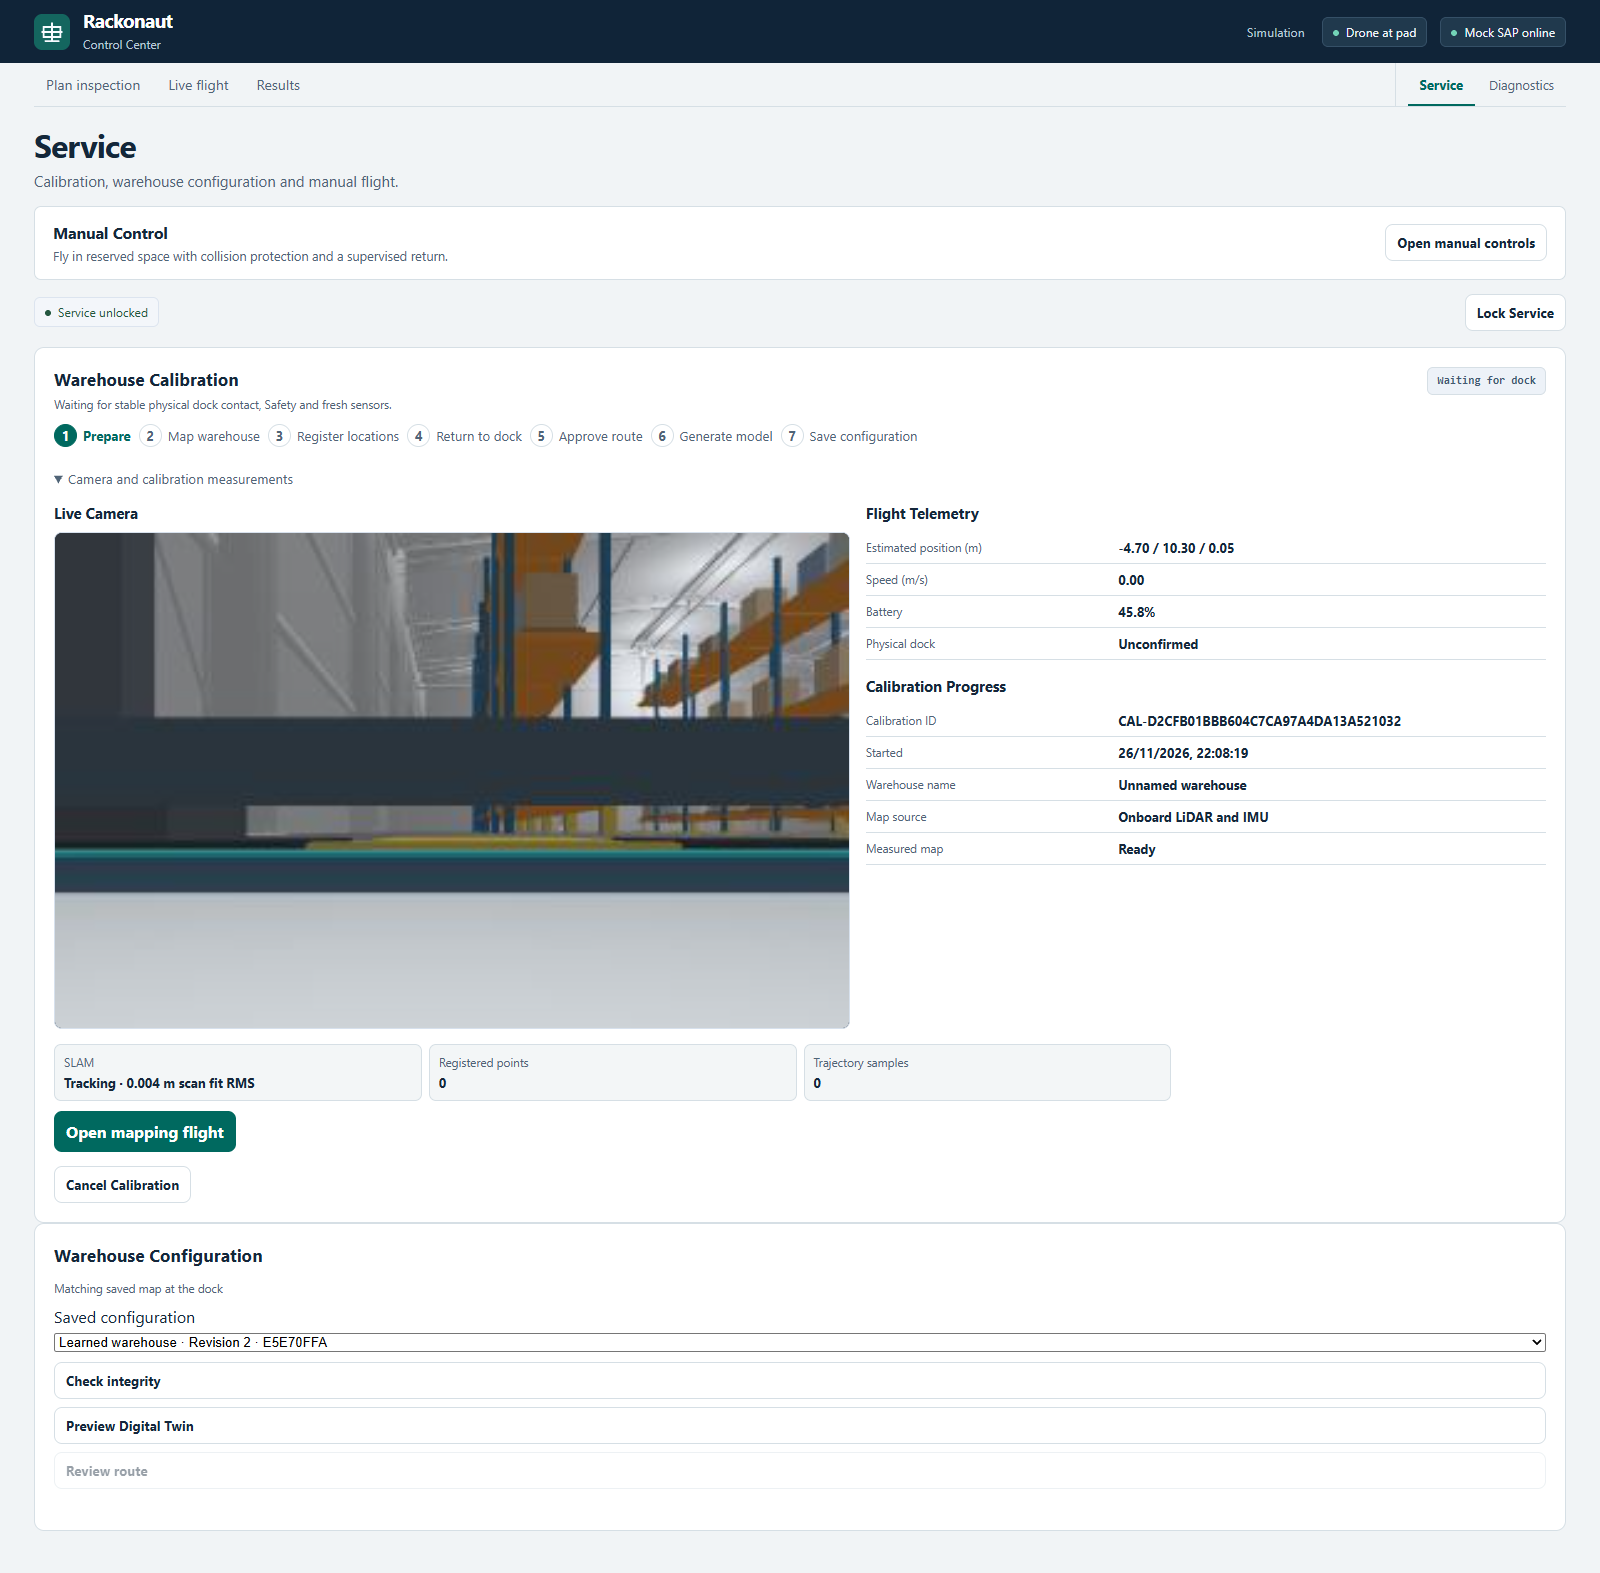 Rackonaut
Control Center
Simulation
Drone at pad
Mock SAP online
Plan inspection
Live flight
Results
Service
Diagnostics
Service
Calibration, warehouse configuration and manual flight.
Manual Control
Fly in reserved space with collision protection and a supervised return.
Open manual controls
Service unlocked
Lock Service
Warehouse Calibration
Waiting for stable physical dock contact, Safety and fresh sensors.
Waiting for dock
1 Prepare 2 Map warehouse 3 Register locations 4 Return to dock 5 Approve route 6 Generate model 7 Save configuration
▼ Camera and calibration measurements
Live Camera
Flight Telemetry
Estimated position (m) -4.70 / 10.30 / 0.05
Speed (m/s) 0.00
Battery 45.8%
Physical dock Unconfirmed
Calibration Progress
Calibration ID CAL-D2CFB01BBB604C7CA97A4DA13A521032
Started 26/11/2026, 22:08:19
Warehouse name Unnamed warehouse
Map source Onboard LiDAR and IMU
Measured map Ready
SLAM
Tracking · 0.004 m scan fit RMS
Registered points
0
Trajectory samples
0
Open mapping flight
Cancel Calibration
Warehouse Configuration
Matching saved map at the dock
Saved configuration
Learned warehouse · Revision 2 · E5E70FFA
Check integrity
Preview Digital Twin
Review route